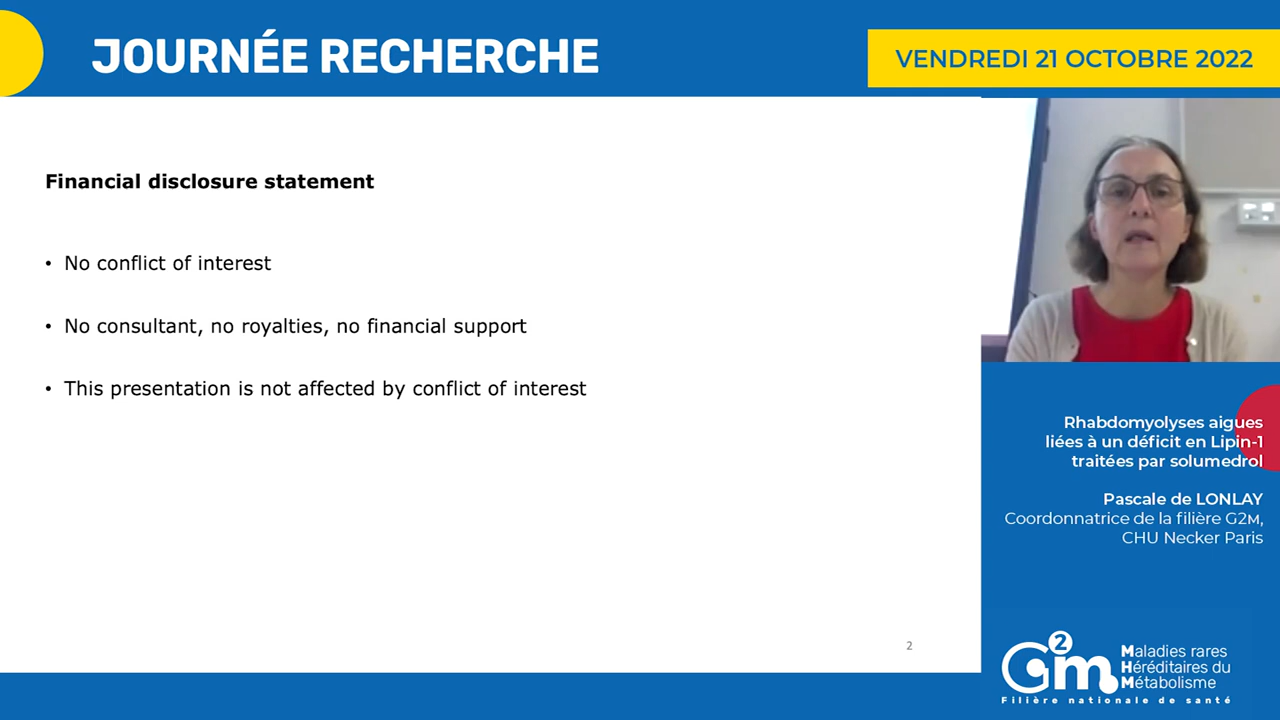 JOURNÉE RECHERCHE
VENDREDI 21 OCTOBRE 2022
Financial disclosure statement
• No conflict of interest
• No consultant, no royalties, no financial support
• This presentation is not affected by conflict of interest
2
Rhabdomyolyses aigues
liées à un déficit en Lipin-1
traitées par solumedrol
Pascale de LONLAY
Coordonnatrice de la filière G2M,
CHU Necker Paris
G2m
Maladies rares
Héréditaires du
Métabolisme
Filière nationale de santé